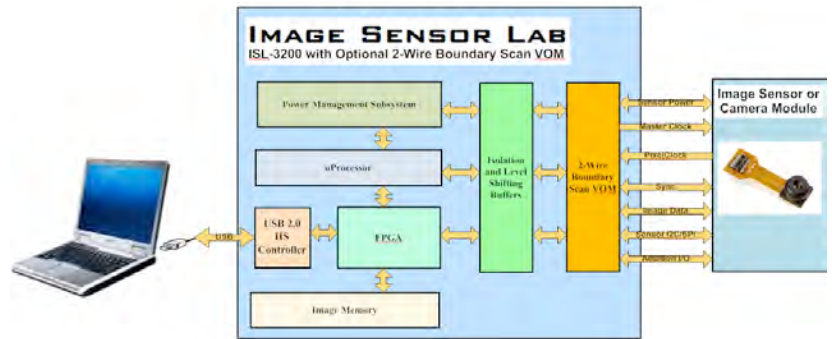 IMAGE SENSOR LAB
ISL-3200 with Optional 2-Wire Boundary Scan VOM
Power Management Subsystem
uProcessor
USB 2.0
HS
Controller
FPGA
Image Memory
Isolation
and Level
Shifting
Buffers
2-Wire
Boundary
Scan VOM
USB
Sensor Power
Master Clock
PixelClock
Sync
Image Data
Sensor I2C/SPI
Addition I/O
Image Sensor or
Camera Module